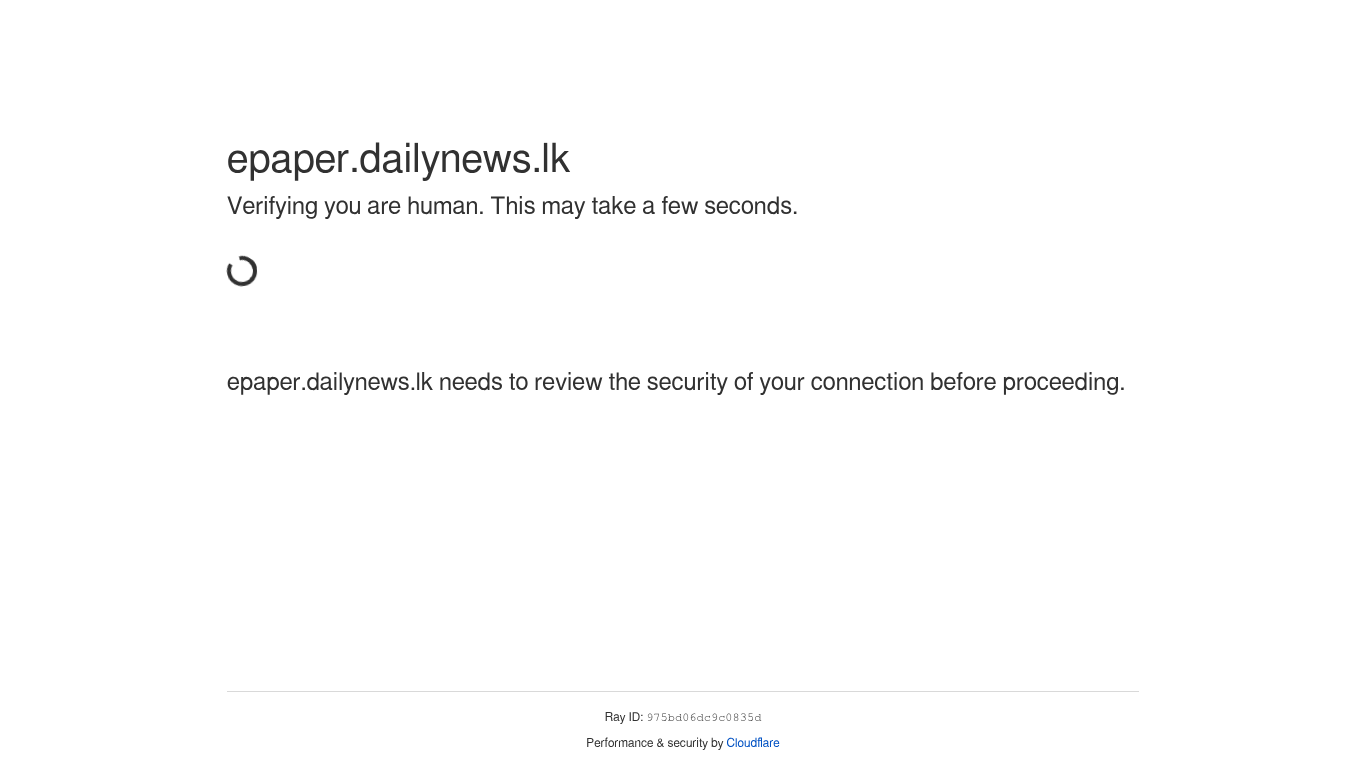 epaper.dailynews.lk
Verifying you are human. This may take a few seconds.
epaper.dailynews.lk needs to review the security of your connection before proceeding.
Ray ID: 975bd06dc9c0835d
Performance & security by Cloudflare